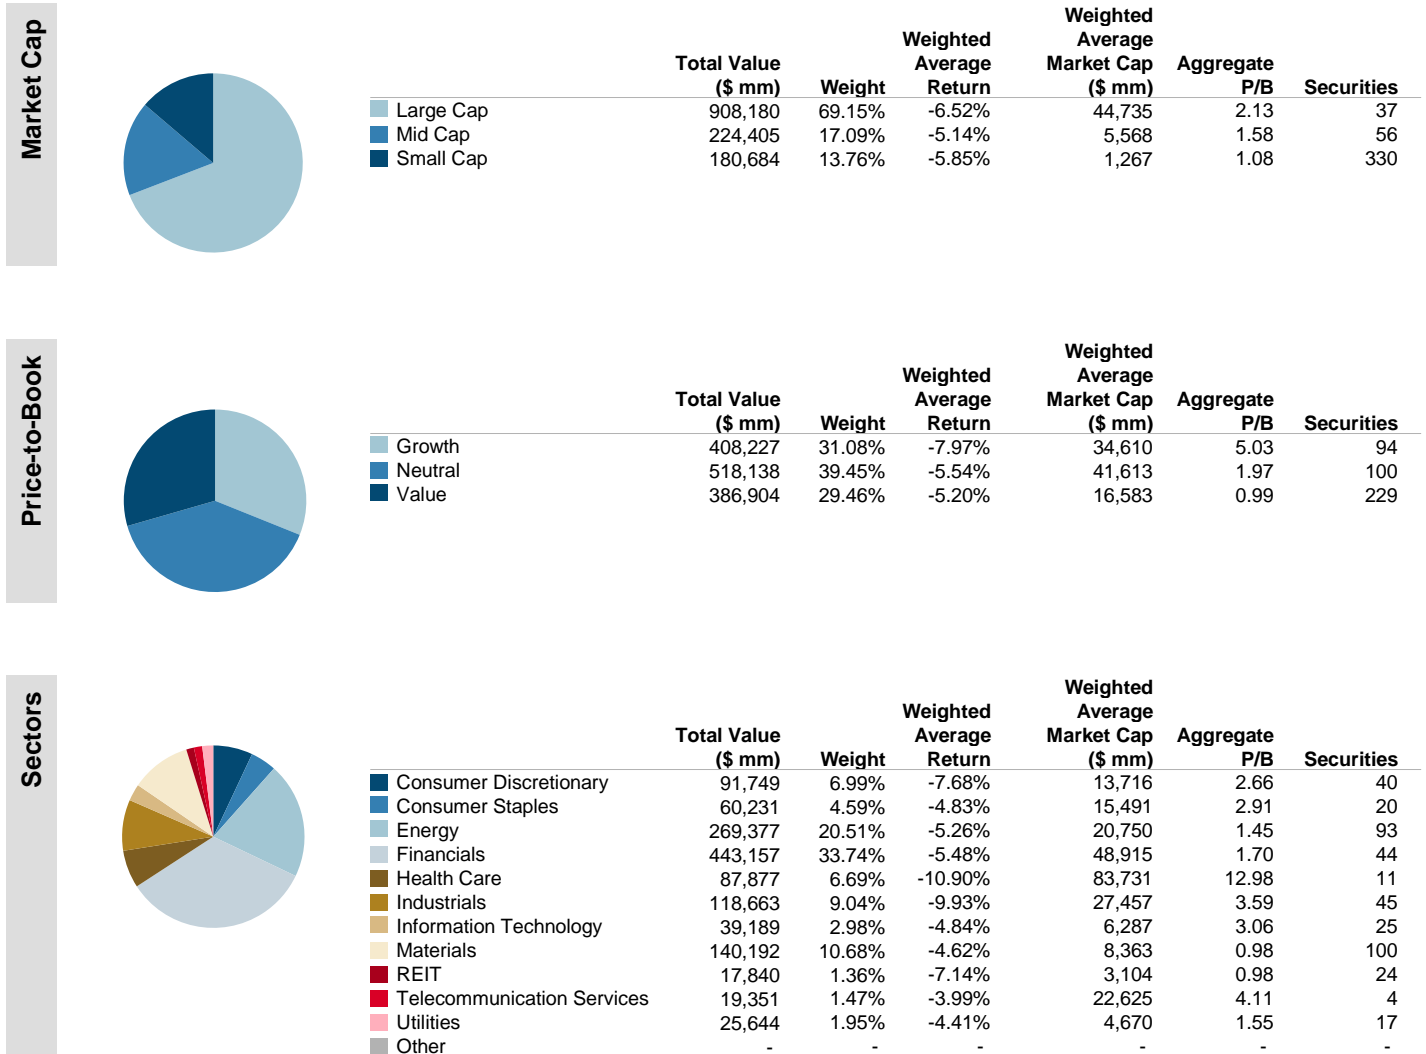 Market Cap
Weighted
Weighted Average
Total Value Average Market Cap Aggregate
($ mm) Weight Return ($ mm) P/B Securities
Large Cap 908,180 69.15% -6.52% 44,735 2.13 37
Mid Cap 224,405 17.09% -5.14% 5,568 1.58 56
Small Cap 180,684 13.76% -5.85% 1,267 1.08 330
Price-to-Book
Weighted
Weighted Average
Total Value Average Market Cap Aggregate
($ mm) Weight Return ($ mm) P/B Securities
Growth 408,227 31.08% -7.97% 34,610 5.03 94
Neutral 518,138 39.45% -5.54% 41,613 1.97 100
Value 386,904 29.46% -5.20% 16,583 0.99 229
Sectors
Weighted
Weighted Average
Total Value Average Market Cap Aggregate
($ mm) Weight Return ($ mm) P/B Securities
Consumer Discretionary 91,749 6.99% -7.68% 13,716 2.66 40
Consumer Staples 60,231 4.59% -4.83% 15,491 2.91 20
Energy 269,377 20.51% -5.26% 20,750 1.45 93
Financials 443,157 33.74% -5.48% 48,915 1.70 44
Health Care 87,877 6.69% -10.90% 83,731 12.98 11
Industrials 118,663 9.04% -9.93% 27,457 3.59 45
Information Technology 39,189 2.98% -4.84% 6,287 3.06 25
Materials 140,192 10.68% -4.62% 8,363 0.98 100
REIT 17,840 1.36% -7.14% 3,104 0.98 24
Telecommunication Services 19,351 1.47% -3.99% 22,625 4.11 4
Utilities 25,644 1.95% -4.41% 4,670 1.55 17
Other - - - - - -